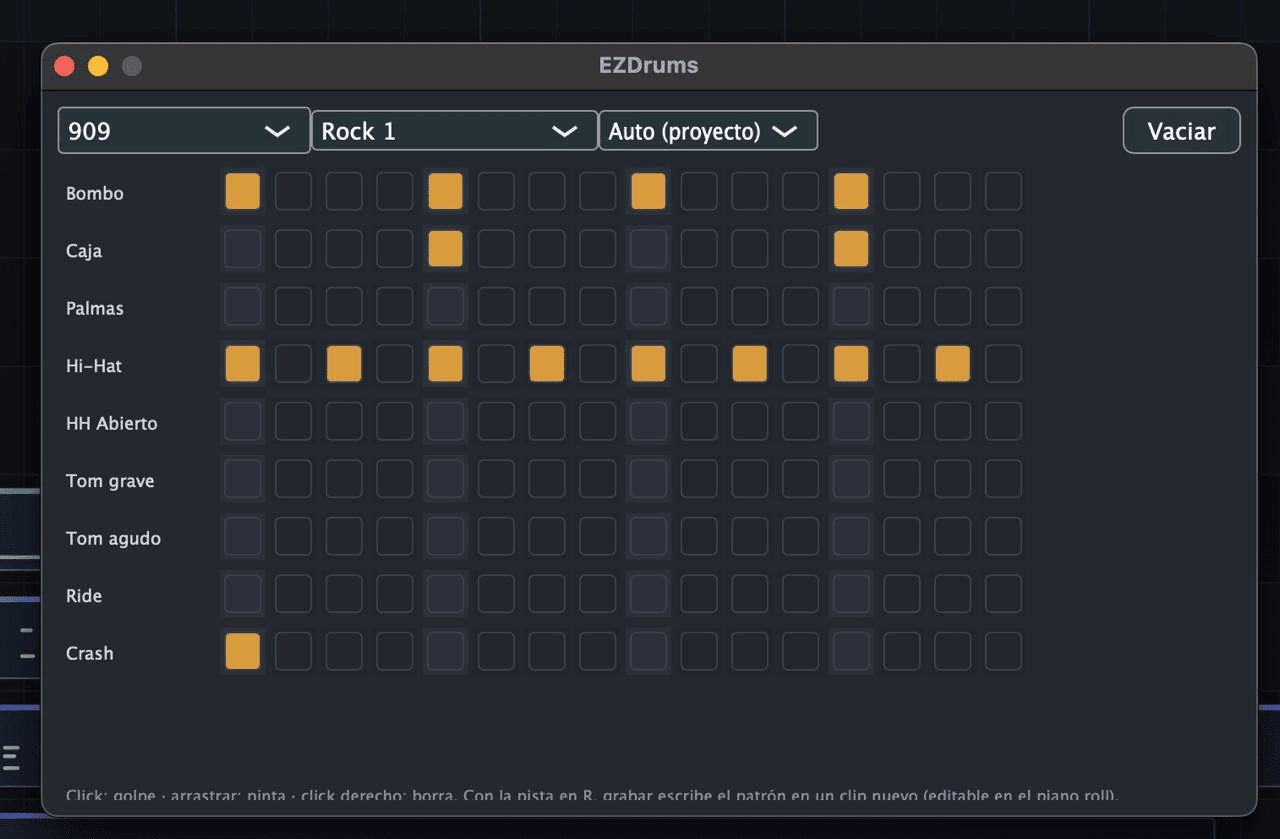 EZDrums
909 Rock 1 Auto (proyecto) Vaciar
Bombo
Caja
Palmas
Hi-Hat
HH Abierto
Tom grave
Tom agudo
Ride
Crash
Click: golpe · arrastrar: pinta · click derecho: borra. Con la pista en R, grabar escribe el patrón en un clip nuevo (editable en el piano roll).